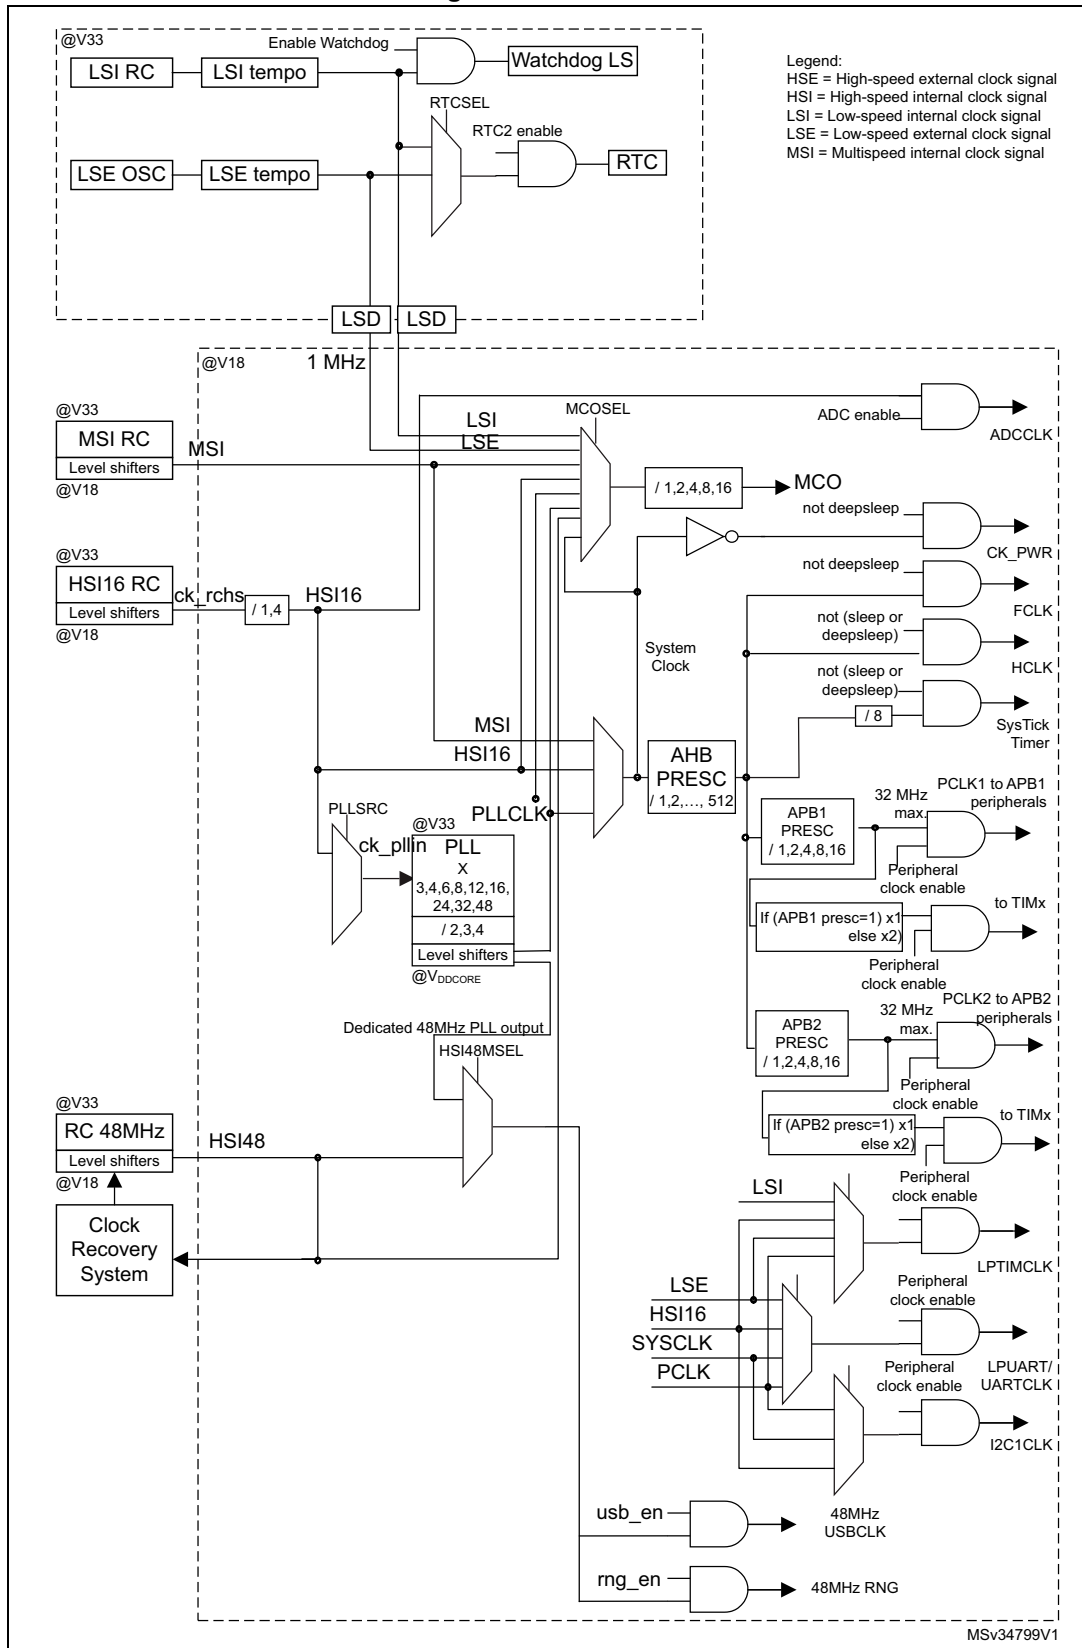 @V33
Enable Watchdog
LSI RC
LSI tempo
Watchdog LS
Legend:
HSE = High-speed external clock signal
HSI = High-speed internal clock signal
LSI = Low-speed internal clock signal
LSE = Low-speed external clock signal
MSI = Multispeed internal clock signal
RTCSEL
RTC2 enable
LSE OSC
LSE tempo
RTC
LSD
LSD
@V18
1 MHz
@V33
MSI RC
Level shifters
@V18
MSI
LSI
LSE
MCOSEL
ADC enable
ADCCLK
/ 1,2,4,8,16
MCO
not deepsleep
CK_PWR
@V33
HSI16 RC
Level shifters
@V18
ck_rchs
/ 1,4
HSI16
not deepsleep
FCLK
not (sleep or
deepsleep)
HCLK
System
Clock
not (sleep or
deepsleep)
/ 8
SysTick
Timer
MSI
HSI16
PLLCLK
AHB
PRESC
/ 1,2,..., 512
PLLSRC
ck_pllin
@V33
PLL
X
3,4,6,8,12,16,
24,32,48
/ 2,3,4
Level shifters
@VDDCORE
APB1
PRESC
/ 1,2,4,8,16
32 MHz
max.
PCLK1 to APB1
peripherals
Peripheral
clock enable
If (APB1 presc=1) x1
else x2)
to TIMx
Peripheral
clock enable
APB2
PRESC
/ 1,2,4,8,16
32 MHz
max.
PCLK2 to APB2
peripherals
Peripheral
clock enable
If (APB2 presc=1) x1
else x2)
to TIMx
Peripheral
clock enable
Dedicated 48MHz PLL output
HSI48MSEL
@V33
RC 48MHz
Level shifters
@V18
HSI48
Clock
Recovery
System
LSI
LPTIMCLK
LSE
HSI16
SYSCLK
PCLK
Peripheral
clock enable
LPUART/
UARTCLK
Peripheral
clock enable
I2C1CLK
usb_en
48MHz
USBCLK
rng_en
48MHz RNG
MSv34799V1